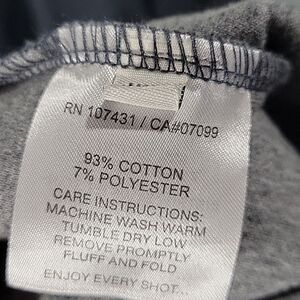 RN 107431 / CA#07099
93% COTTON
7% POLYESTER
CARE INSTRUCTIONS:
MACHINE WASH WARM
TUMBLE DRY LOW
REMOVE PROMPTLY
FLUFF AND FOLD
ENJOY EVERY SHOT...